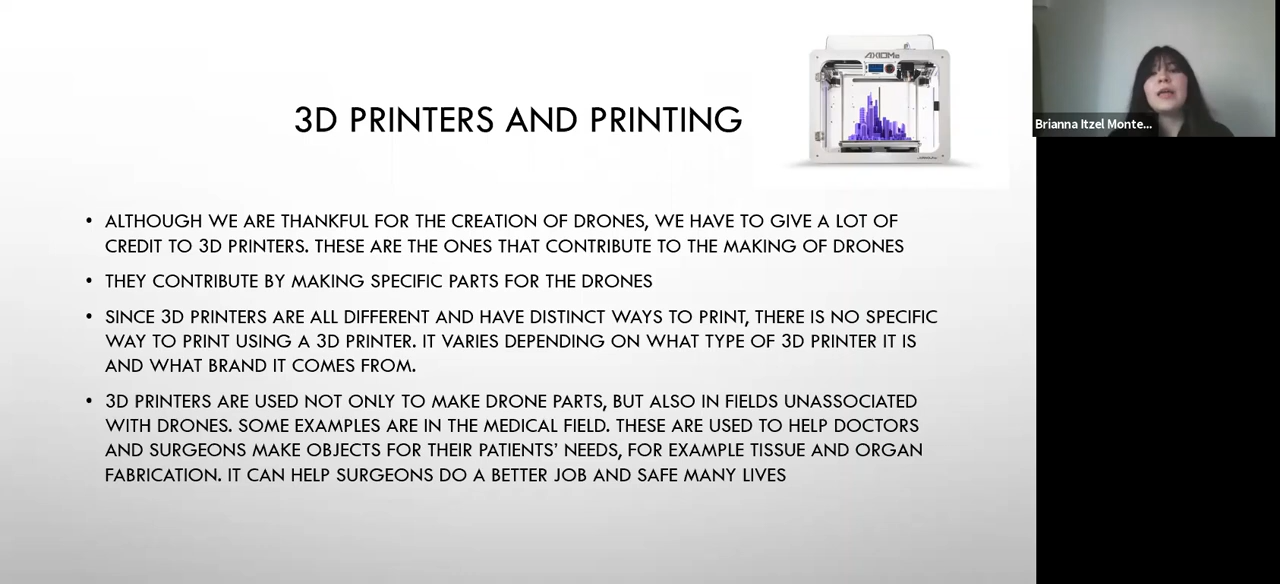 AXIOMe
3D PRINTERS AND PRINTING
Brianna Itzel Monte...
• ALTHOUGH WE ARE THANKFUL FOR THE CREATION OF DRONES, WE HAVE TO GIVE A LOT OF
CREDIT TO 3D PRINTERS. THESE ARE THE ONES THAT CONTRIBUTE TO THE MAKING OF DRONES
• THEY CONTRIBUTE BY MAKING SPECIFIC PARTS FOR THE DRONES
• SINCE 3D PRINTERS ARE ALL DIFFERENT AND HAVE DISTINCT WAYS TO PRINT, THERE IS NO SPECIFIC
WAY TO PRINT USING A 3D PRINTER. IT VARIES DEPENDING ON WHAT TYPE OF 3D PRINTER IT IS
AND WHAT BRAND IT COMES FROM.
• 3D PRINTERS ARE USED NOT ONLY TO MAKE DRONE PARTS, BUT ALSO IN FIELDS UNASSOCIATED
WITH DRONES. SOME EXAMPLES ARE IN THE MEDICAL FIELD. THESE ARE USED TO HELP DOCTORS
AND SURGEONS MAKE OBJECTS FOR THEIR PATIENTS’ NEEDS, FOR EXAMPLE TISSUE AND ORGAN
FABRICATION. IT CAN HELP SURGEONS DO A BETTER JOB AND SAFE MANY LIVES